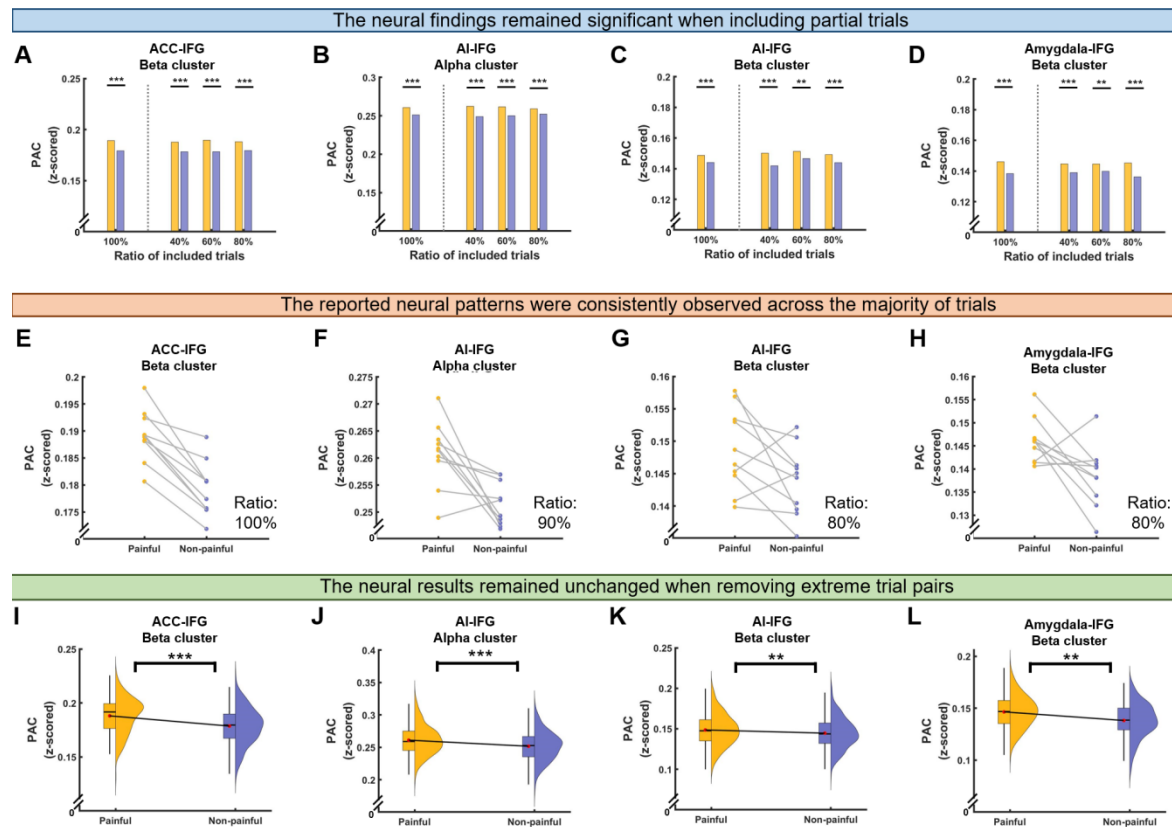 The neural findings remained significant when including partial trials
A
ACC-IFG
Beta cluster
0.25
0.2
0.15
0
PAC
(z-scored)
***
*** *** ***
100% 40% 60% 80%
Ratio of included trials
B
AI-IFG
Alpha cluster
0.3
0.2
0.25
0.15
0
PAC
(z-scored)
***
*** *** ***
100% 40% 60% 80%
Ratio of included trials
C
AI-IFG
Beta cluster
0.2
0.18
0.16
0.14
0.12
0
PAC
(z-scored)
***
*** ** ***
100% 40% 60% 80%
Ratio of included trials
D
Amygdala-IFG
Beta cluster
0.2
0.18
0.16
0.14
0.12
0
PAC
(z-scored)
***
*** ** ***
100% 40% 60% 80%
Ratio of included trials
The reported neural patterns were consistently observed across the majority of trials
E
ACC-IFG
Beta cluster
0.2
0.195
0.19
0.185
0.18
0.175
0
PAC
(z-scored)
Ratio:
100%
Painful Non-painful
F
AI-IFG
Alpha cluster
0.275
0.27
0.265
0.26
0.255
0.25
0
PAC
(z-scored)
Ratio:
90%
Painful Non-painful
G
AI-IFG
Beta cluster
0.16
0.155
0.15
0.145
0.14
0
PAC
(z-scored)
Ratio:
80%
Painful Non-painful
H
Amygdala-IFG
Beta cluster
0.16
0.155
0.15
0.145
0.14
0.135
0.13
0
PAC
(z-scored)
Ratio:
80%
Painful Non-painful
The neural results remained unchanged when removing extreme trial pairs
I
ACC-IFG
Beta cluster
0.25
0.2
0.15
0
PAC
(z-scored)
***
Painful Non-painful
J
AI-IFG
Alpha cluster
0.4
0.35
0.3
0.25
0.2
0
PAC
(z-scored)
***
Painful Non-painful
K
AI-IFG
Beta cluster
0.25
0.2
0.15
0.1
0
PAC
(z-scored)
**
Painful Non-painful
L
Amygdala-IFG
Beta cluster
0.2
0.15
0.1
0
PAC
(z-scored)
**
Painful Non-painful